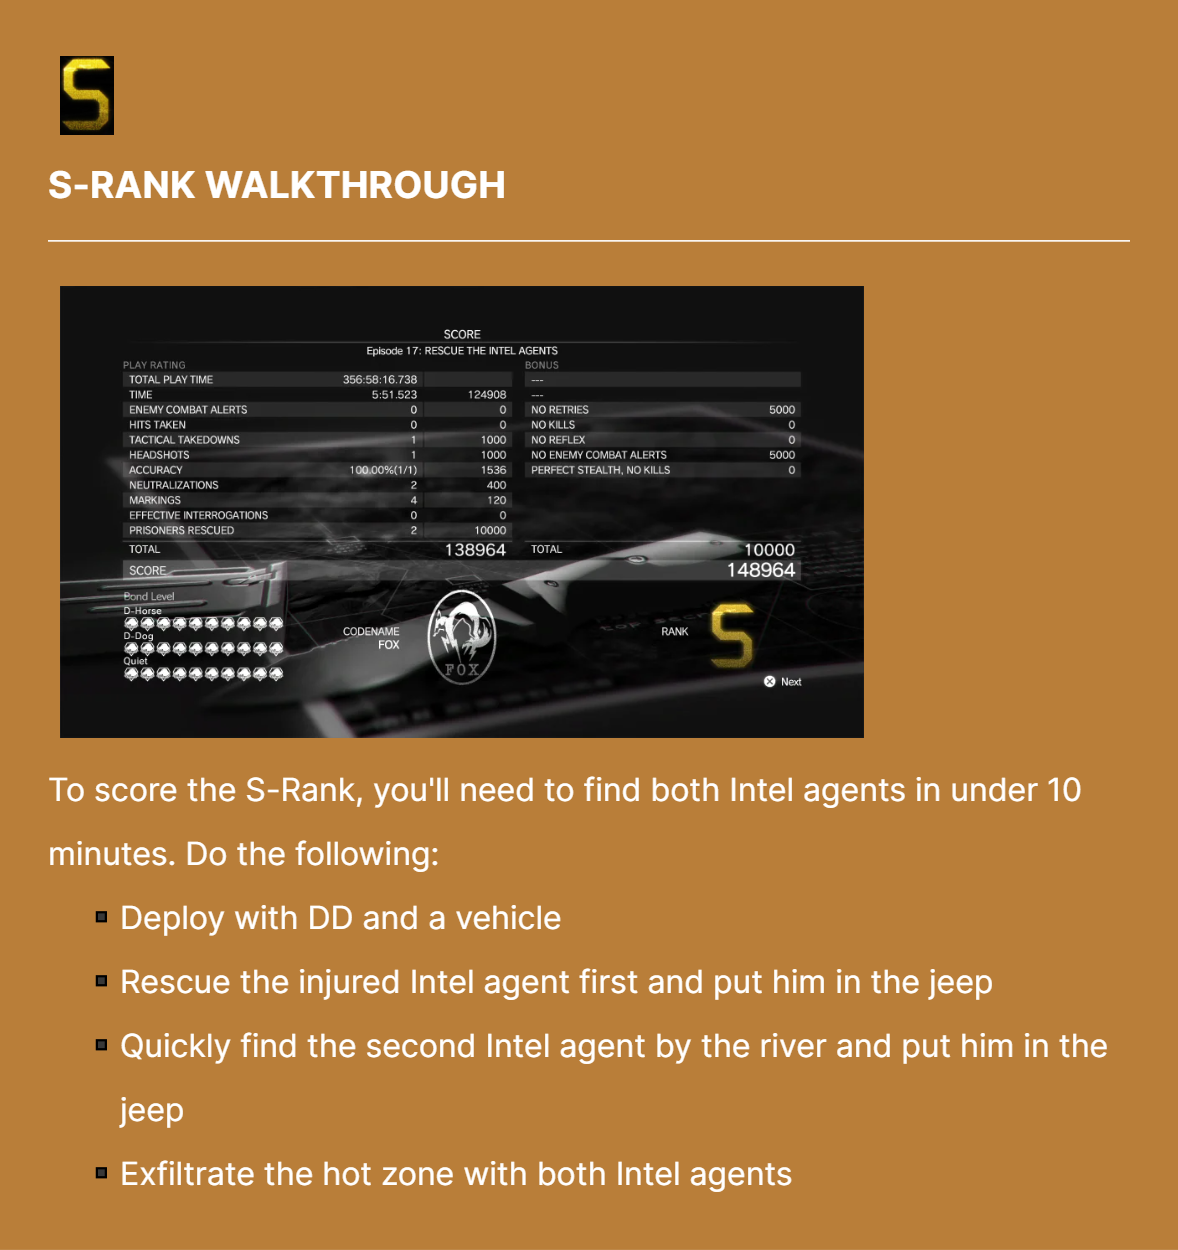 S
S-RANK WALKTHROUGH
SCORE
Episode 17: RESCUE THE INTEL AGENTS
PLAY RATING
TOTAL PLAY TIME 356:58:16.738
TIME 5:51.523 124908
ENEMY COMBAT ALERTS 0 0
HITS TAKEN 0 0
TACTICAL TAKEDOWNS 1 1000
HEADSHOTS 1 1000
ACCURACY 100.00%(1/1) 1536
NEUTRALIZATIONS 2 400
MARKINGS 4 120
EFFECTIVE INTERROGATIONS 0 0
PRISONERS RESCUED 2 10000
TOTAL 138964
BONUS
---
---
NO RETRIES 5000
NO KILLS 0
NO REFLEX 0
NO ENEMY COMBAT ALERTS 5000
PERFECT STEALTH, NO KILLS 0
TOTAL 10000
SCORE 148964
Bond Level
D-Horse
D-Dog
Quiet
CODENAME
FOX
FOX
RANK S
Next
To score the S-Rank, you'll need to find both Intel agents in under 10
minutes. Do the following:
Deploy with DD and a vehicle
Rescue the injured Intel agent first and put him in the jeep
Quickly find the second Intel agent by the river and put him in the
jeep
Exfiltrate the hot zone with both Intel agents